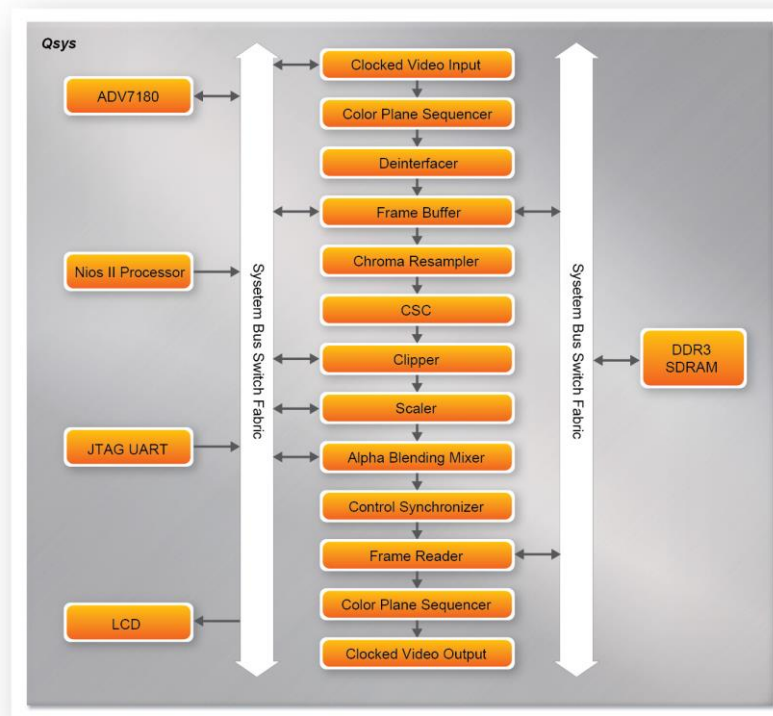 Qsys
ADV7180
Nios II Processor
JTAG UART
LCD
Sysetem Bus Switch Fabric
Clocked Video Input
Color Plane Sequencer
Deinterfacer
Frame Buffer
Chroma Resampler
CSC
Clipper
Scaler
Alpha Blending Mixer
Control Synchronizer
Frame Reader
Color Plane Sequencer
Clocked Video Output
Sysetem Bus Switch Fabric
DDR3
SDRAM